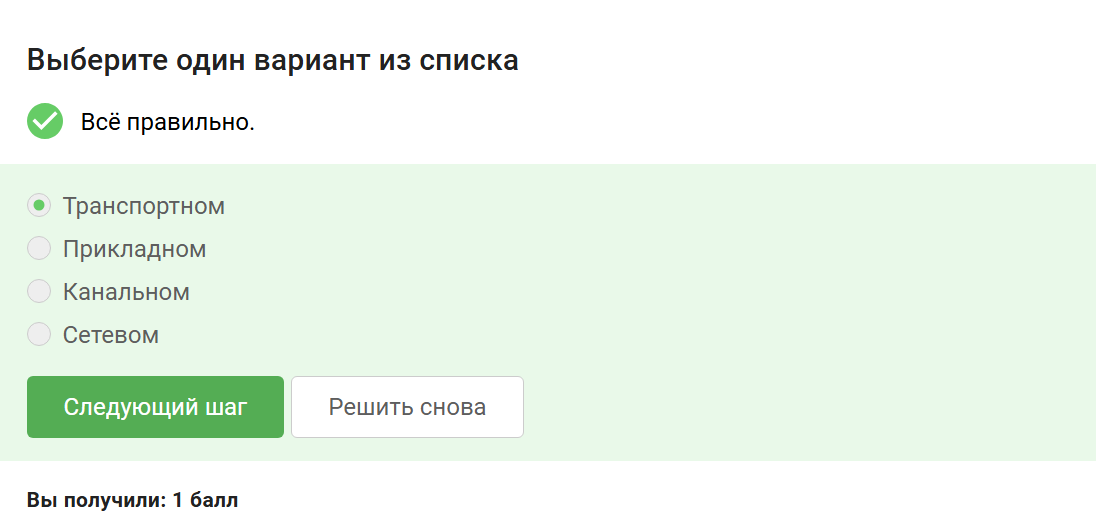 Выберите один вариант из списка
Всё правильно.
Транспортном
Прикладном
Канальном
Сетевом
Следующий шаг Решить снова
Вы получили: 1 балл